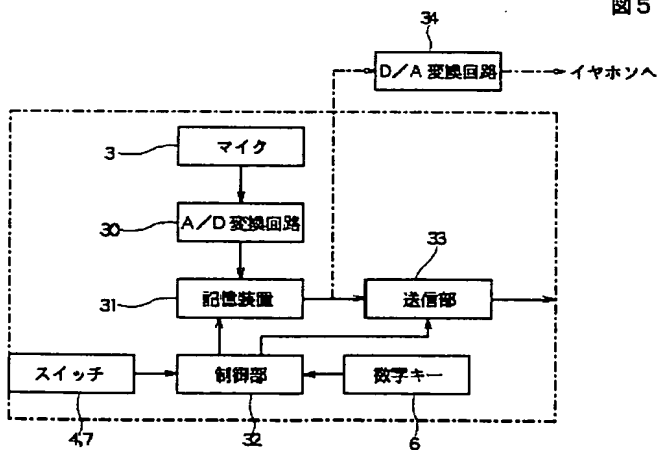 図5
34
D/A 変換回路
イヤホンへ
3
マイク
30
A/D 変換回路
33
31
記憶装置
送信部
スイッチ
制御部
数字キー
4,7
32
6